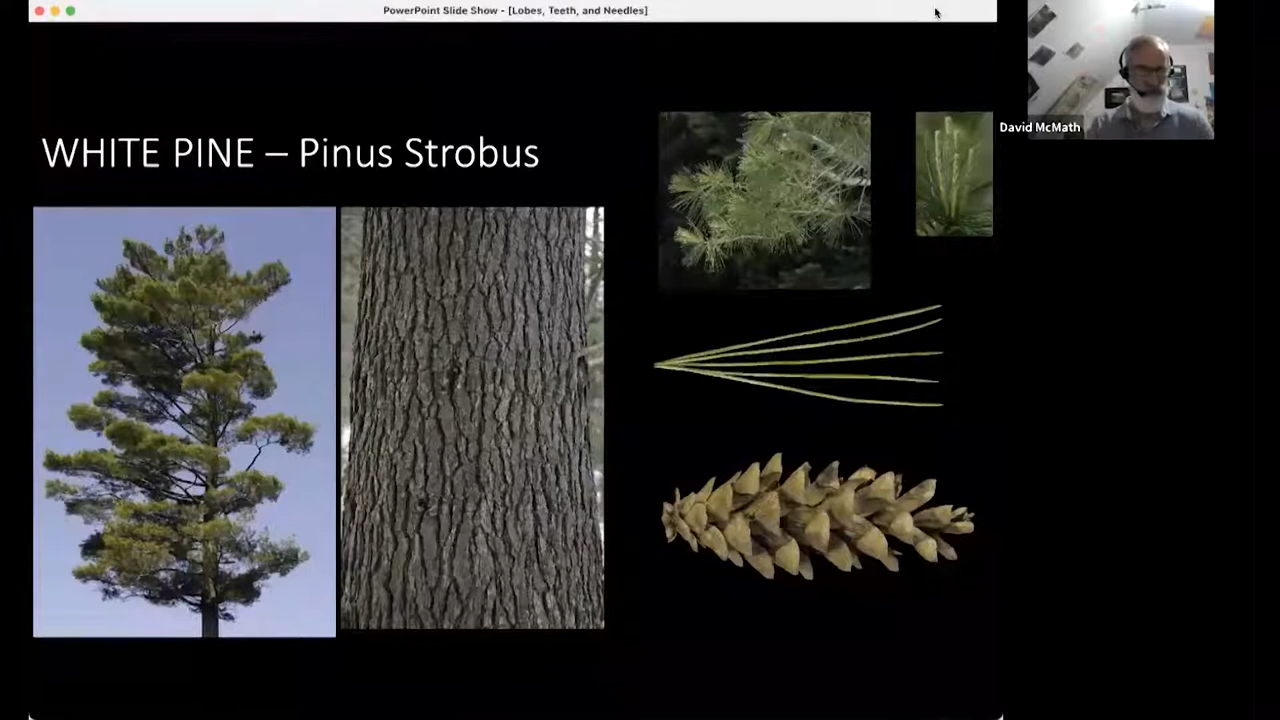 PowerPoint Slide Show - [Lobes, Teeth, and Needles]
WHITE PINE – Pinus Strobus
David McMath